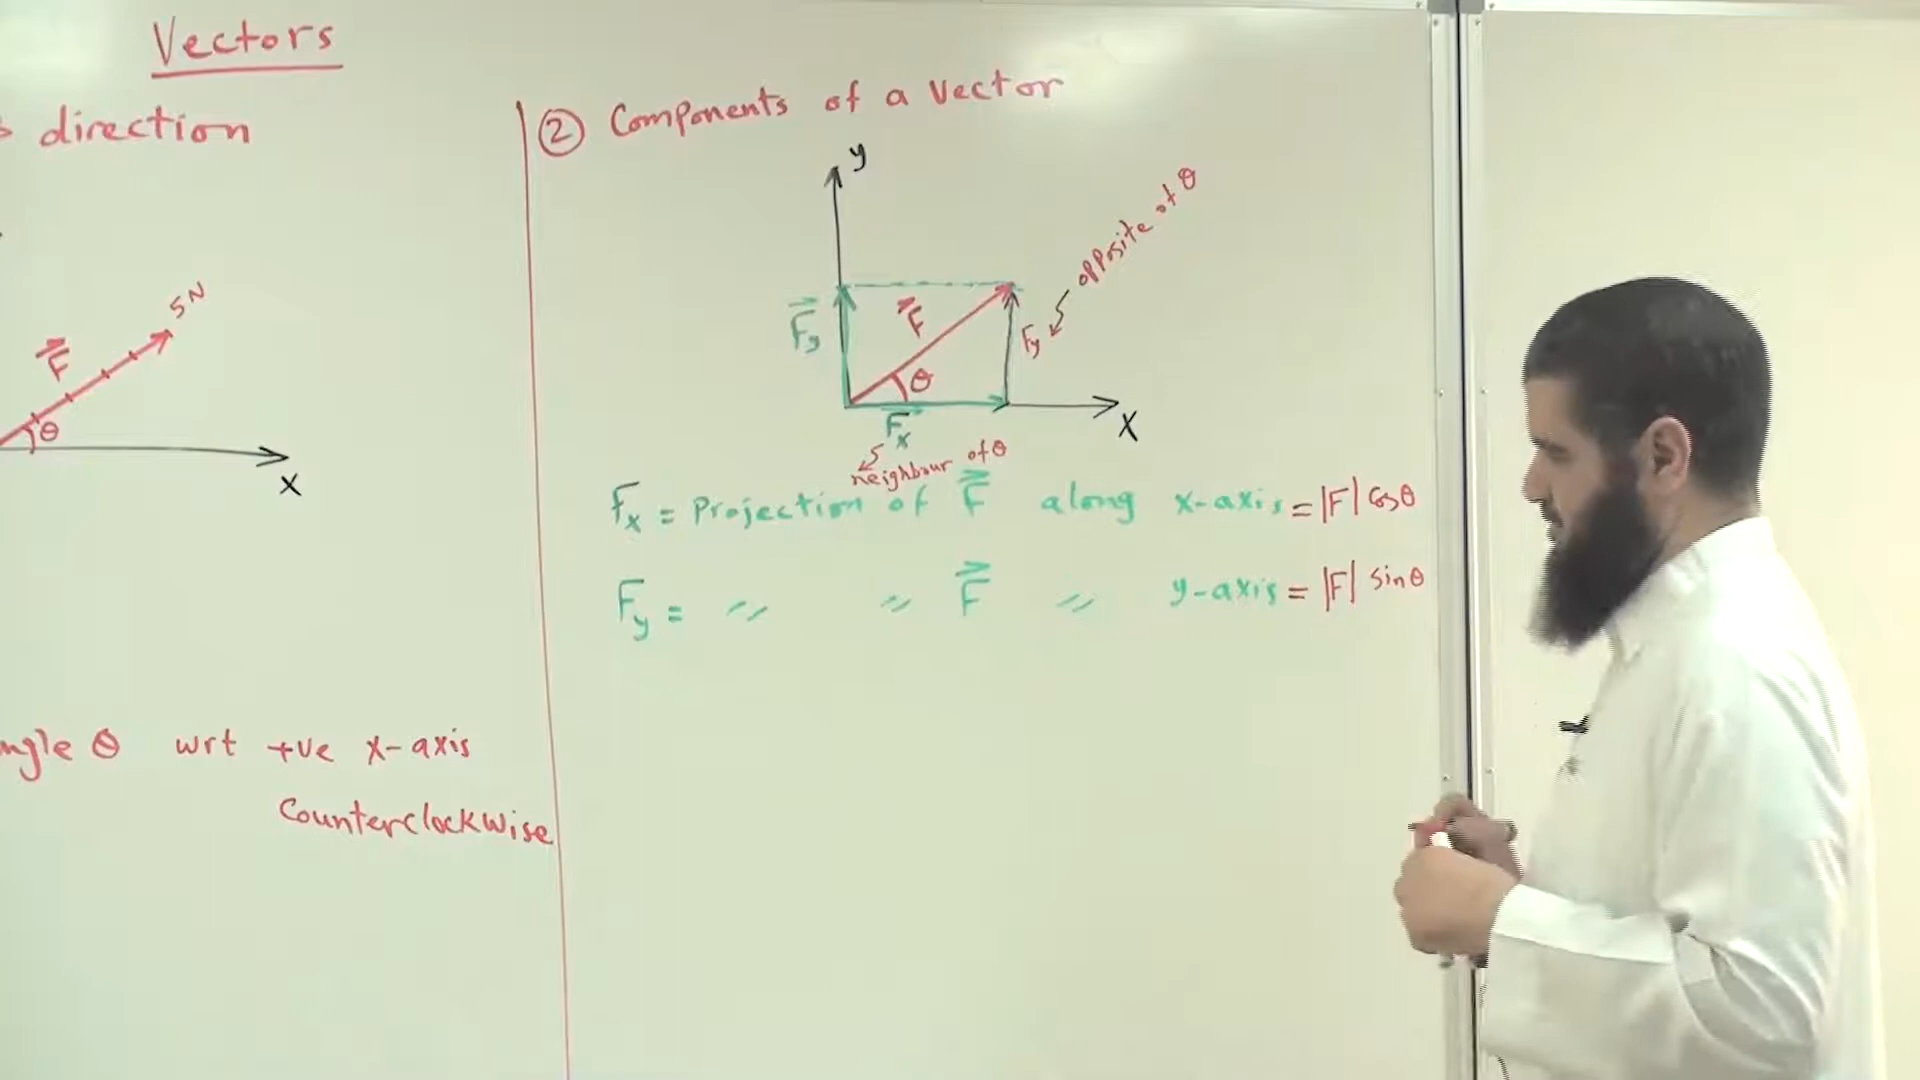 Vectors
direction
F
5N
θ
x
ngle θ wrt +ve x-axis
Counterclockwise
② Components of a Vector
y
opposite of θ
Fy
F
Fy
θ
Fx
x
neighbour of θ
Fx = Projection of F along x-axis = |F| cosθ
Fy = 〃 〃 F 〃 y-axis = |F| sinθ